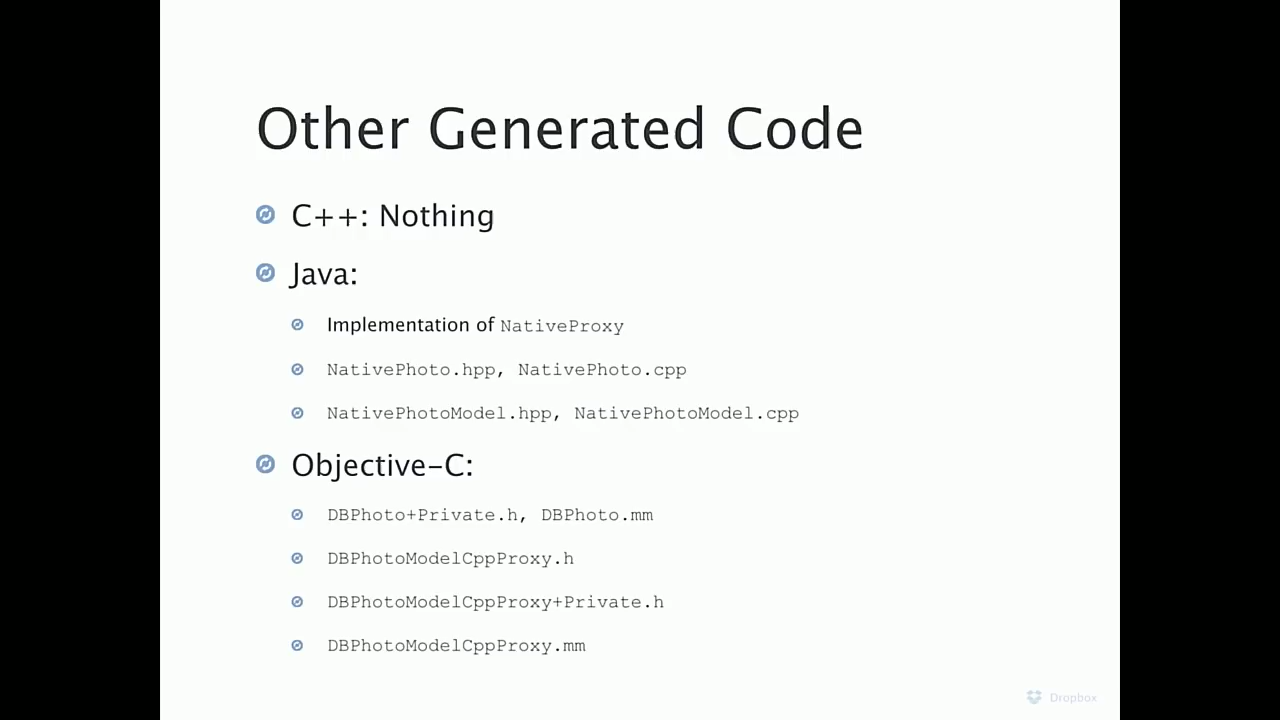 Other Generated Code
C++: Nothing
Java:
Implementation of NativeProxy
NativePhoto.hpp, NativePhoto.cpp
NativePhotoModel.hpp, NativePhotoModel.cpp
Objective-C:
DBPhoto+Private.h, DBPhoto.mm
DBPhotoModelCppProxy.h
DBPhotoModelCppProxy+Private.h
DBPhotoModelCppProxy.mm
Dropbox